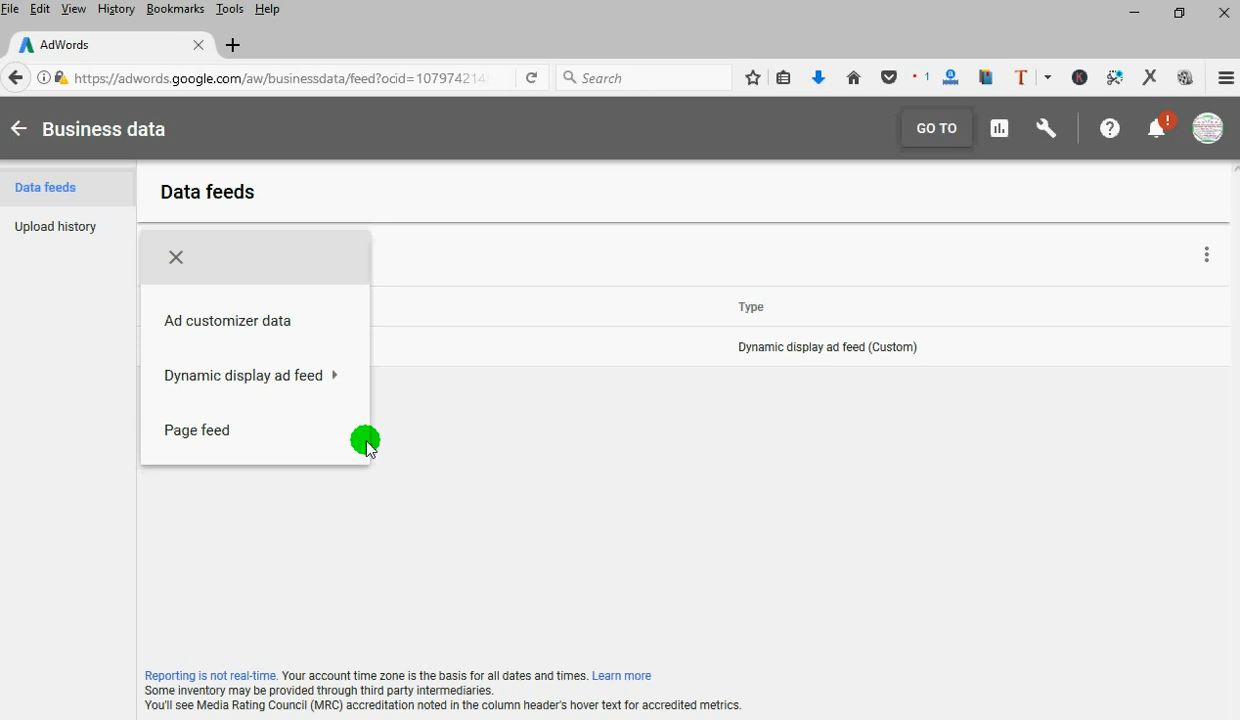 File Edit View History Bookmarks Tools Help
AdWords
https://adwords.google.com/aw/businessdata/feed?ocid=107974214
Search
1
T
K
X
Business data
GO TO
!
Data feeds
Data feeds
Upload history
Ad customizer data
Type
Dynamic display ad feed (Custom)
Dynamic display ad feed
Page feed
Reporting is not real-time. Your account time zone is the basis for all dates and times. Learn more
Some inventory may be provided through third party intermediaries.
You'll see Media Rating Council (MRC) accreditation noted in the column header's hover text for accredited metrics.